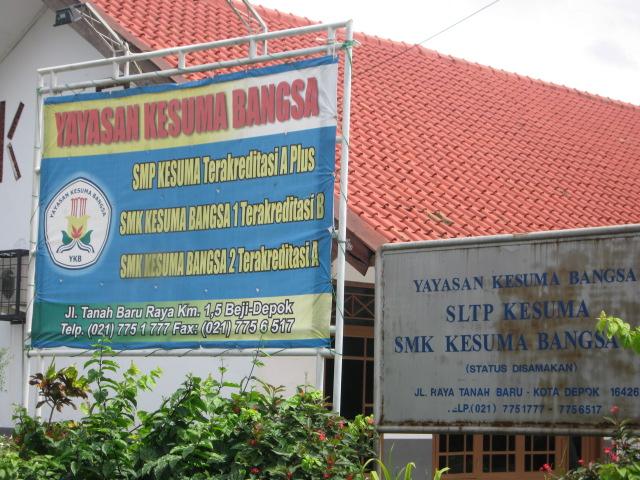 YAYASAN KESUMA BANGSA
SMP KESUMA Terakreditasi A Plus
SMK KESUMA BANGSA 1 Terakreditasi B
SMK KESUMA BANGSA 2 Terakreditasi A
YAYASAN KESUMA BANGSA
YKB
Jl. Tanah Baru Raya Km. 1,5 Beji-Depok
Telp. (021) 775 1 777 Fax: (021) 775 6 517
YAYASAN KESUMA BANGSA
SLTP KESUMA
SMK KESUMA BANGSA
(STATUS DISAMAKAN)
JL. RAYA TANAH BARU - KOTA DEPOK 16426
(021) 7751777 - 7756517